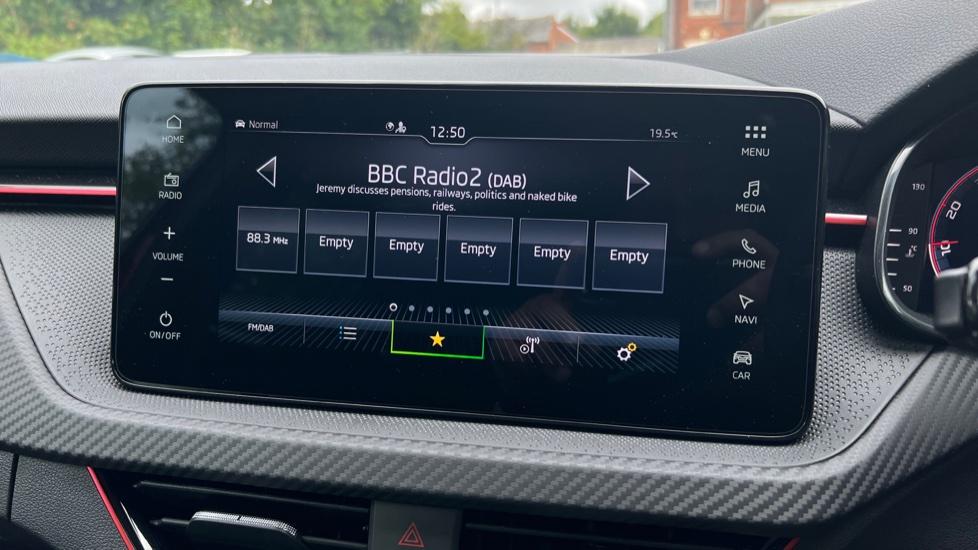 Normal
12:50
19.5°C
HOME
RADIO
VOLUME
ON/OFF
BBC Radio2 (DAB)
Jeremy discusses pensions, railways, politics and naked bike
rides.
88.3 MHz
Empty
Empty
Empty
Empty
Empty
FM/DAB
MENU
MEDIA
PHONE
NAVI
CAR
130
90
°C
50
20
10